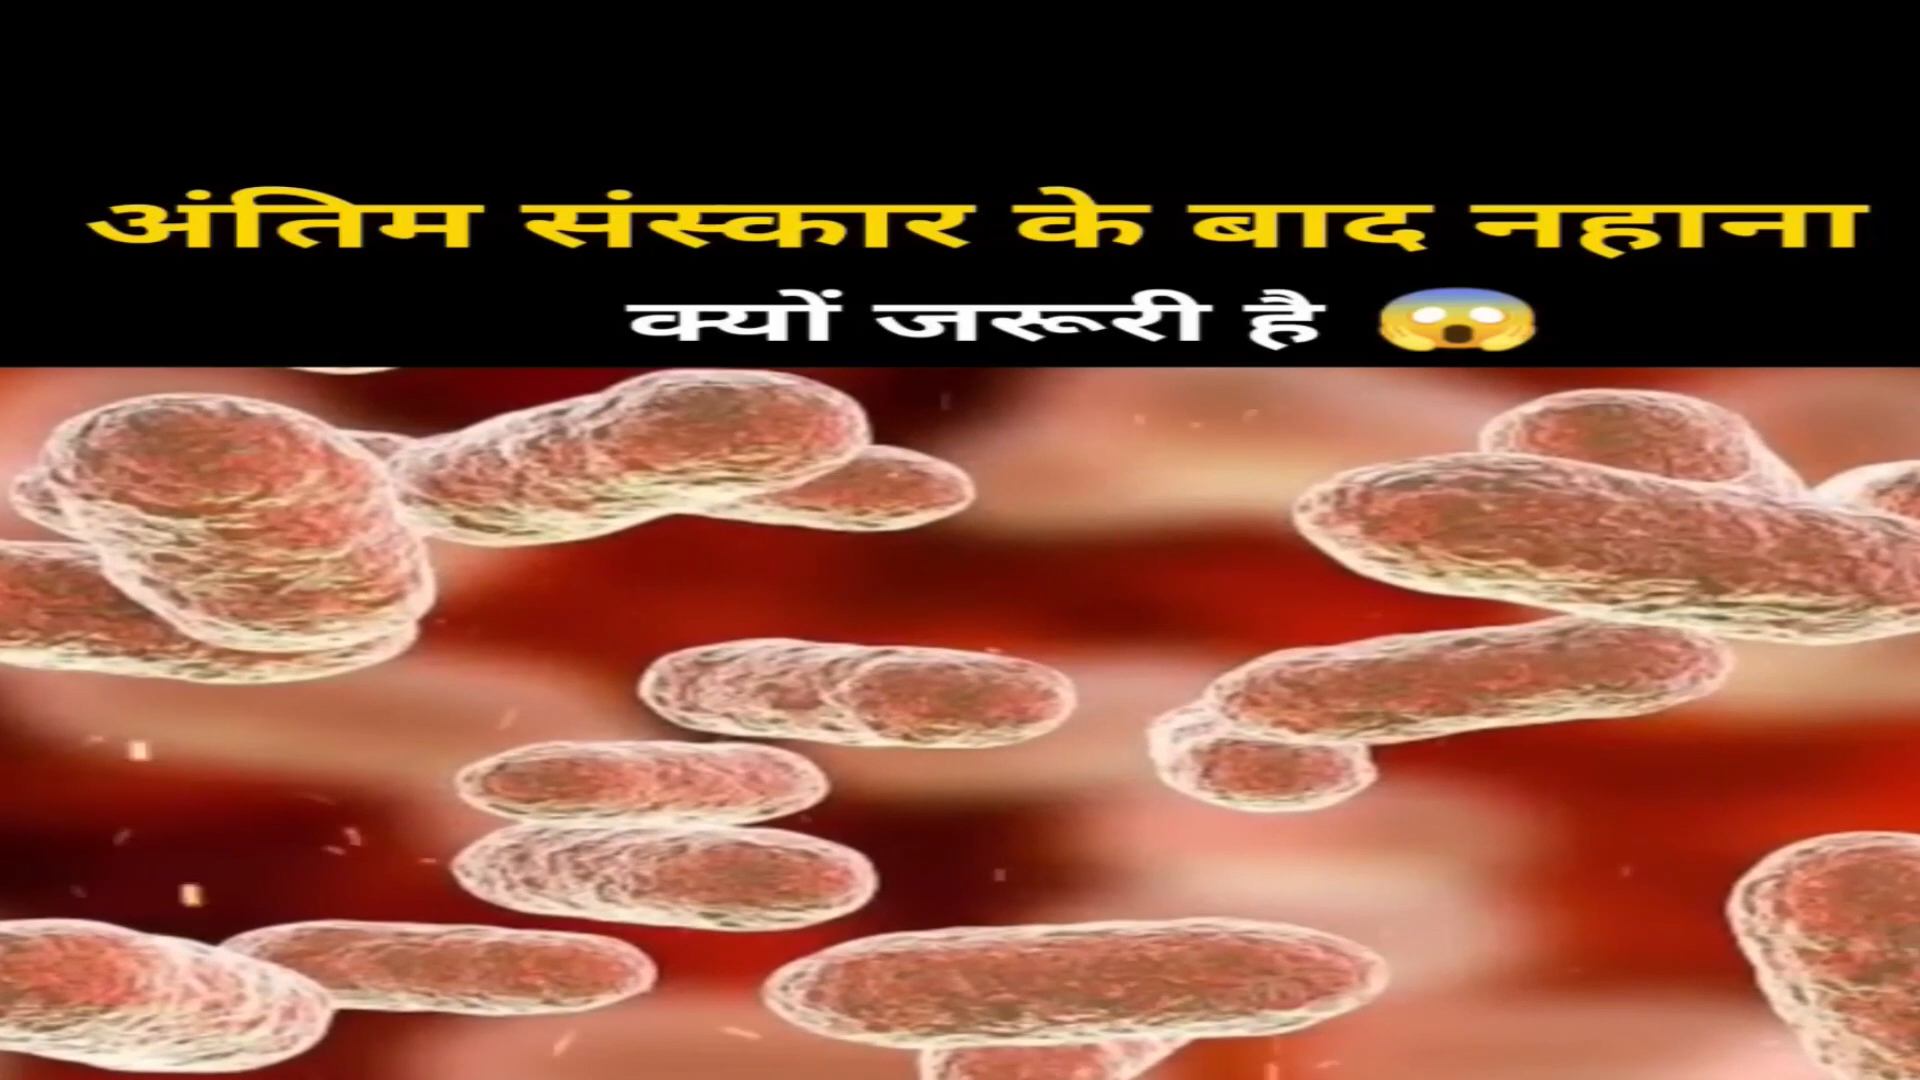 अंतिम संस्कार के बाद नहाना
क्यों जरूरी है 😱